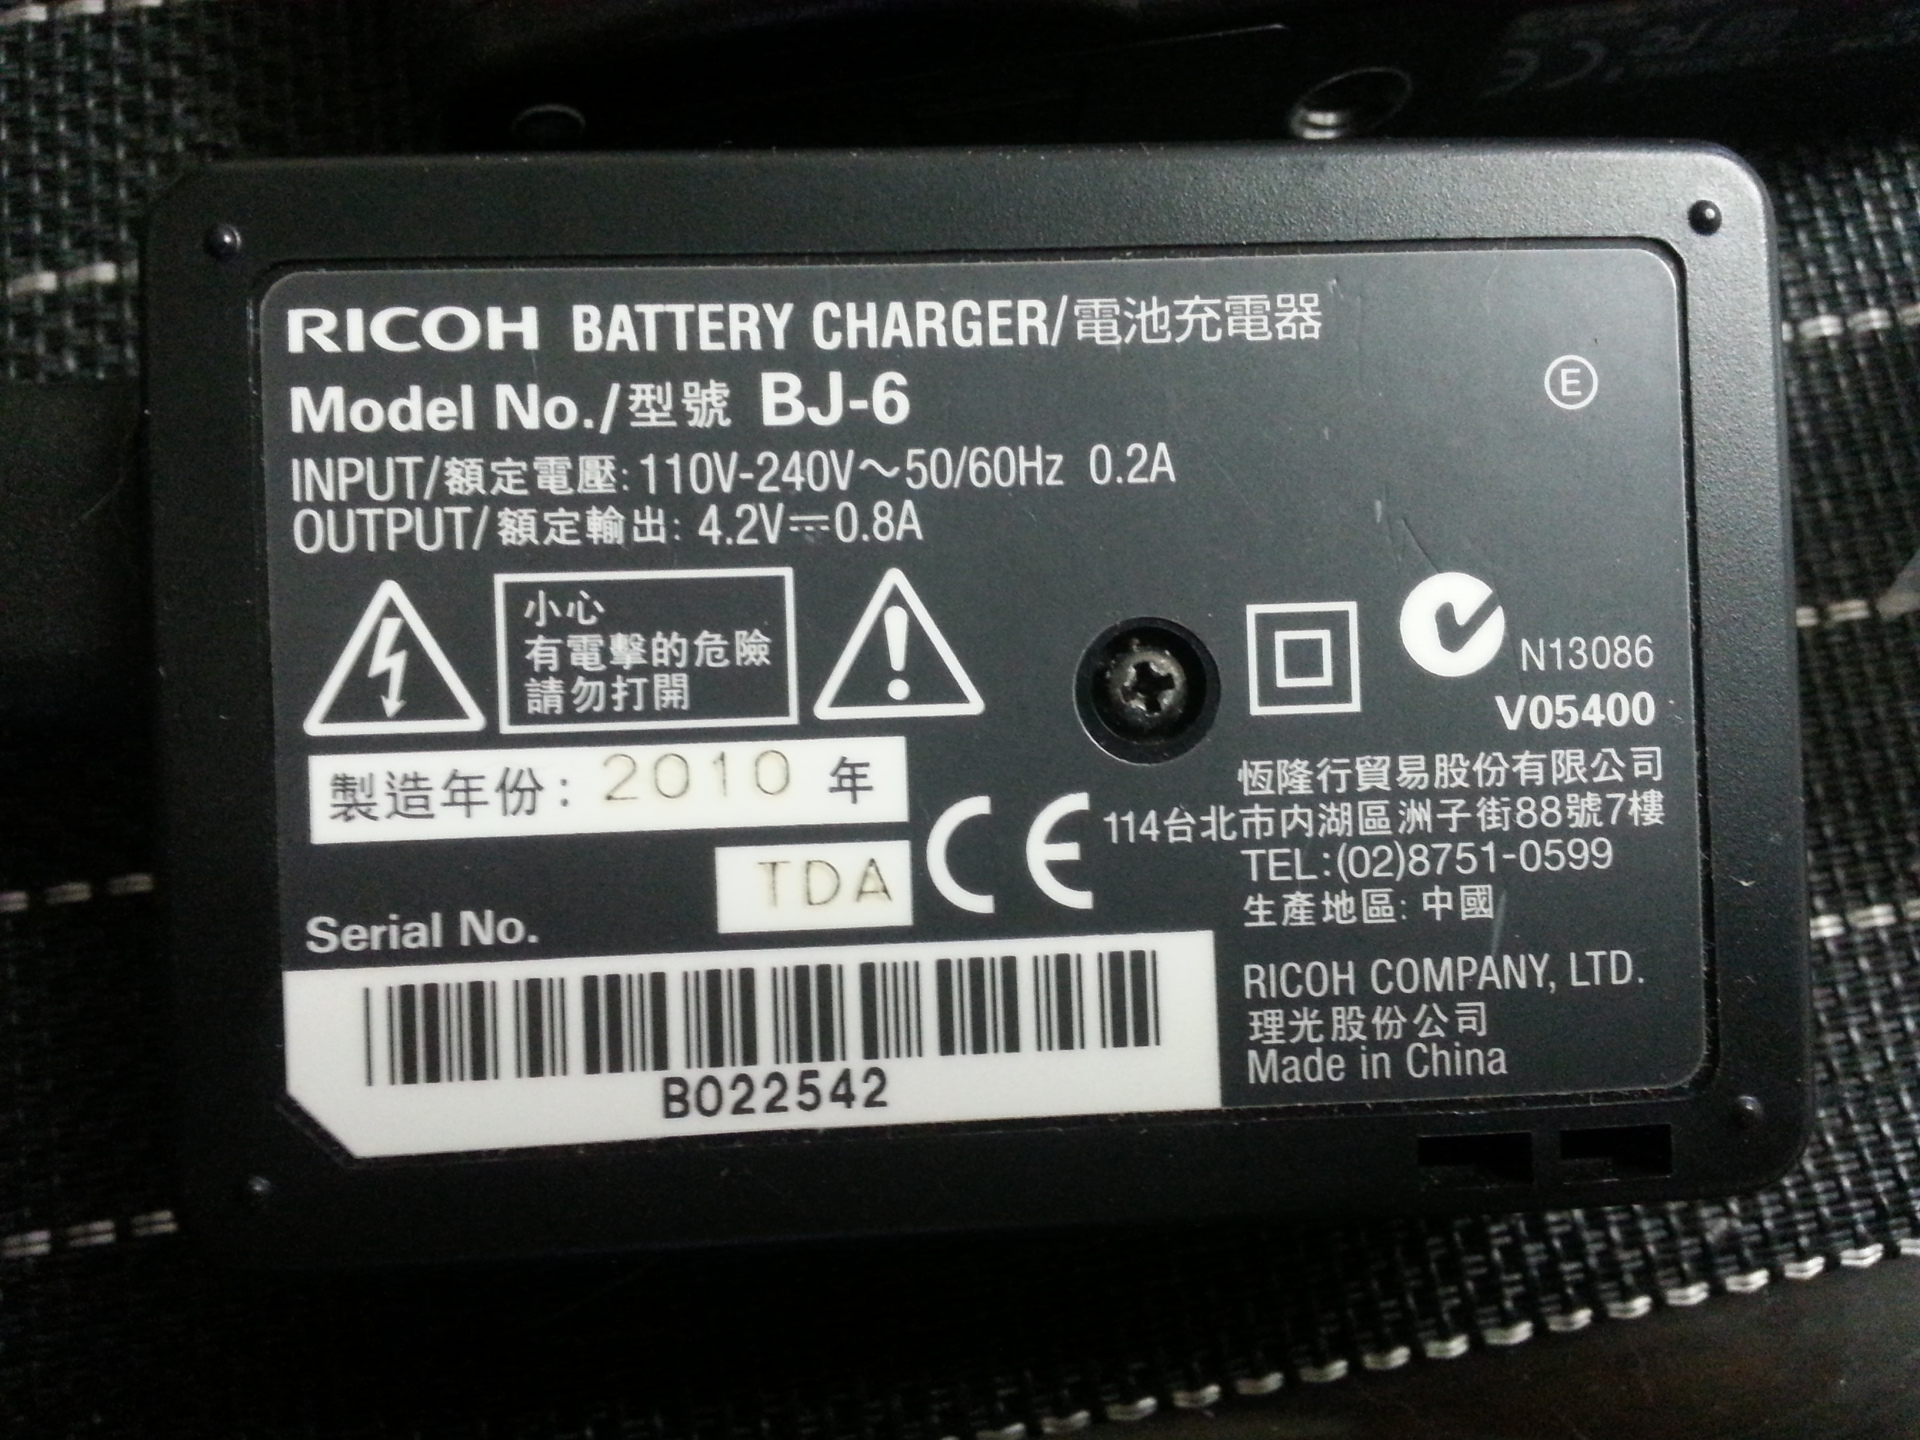 RICOH BATTERY CHARGER/電池充電器
Model No./型號 BJ-6
E
INPUT/額定電壓: 110V-240V～50/60Hz 0.2A
OUTPUT/額定輸出: 4.2V⎓0.8A
小心
有電擊的危險
請勿打開
N13086
V05400
製造年份: 2010 年
TDA
CE
恆隆行貿易股份有限公司
114台北市內湖區洲子街88號7樓
TEL:(02)8751-0599
生產地區: 中國
Serial No.
B022542
RICOH COMPANY, LTD.
理光股份公司
Made in China